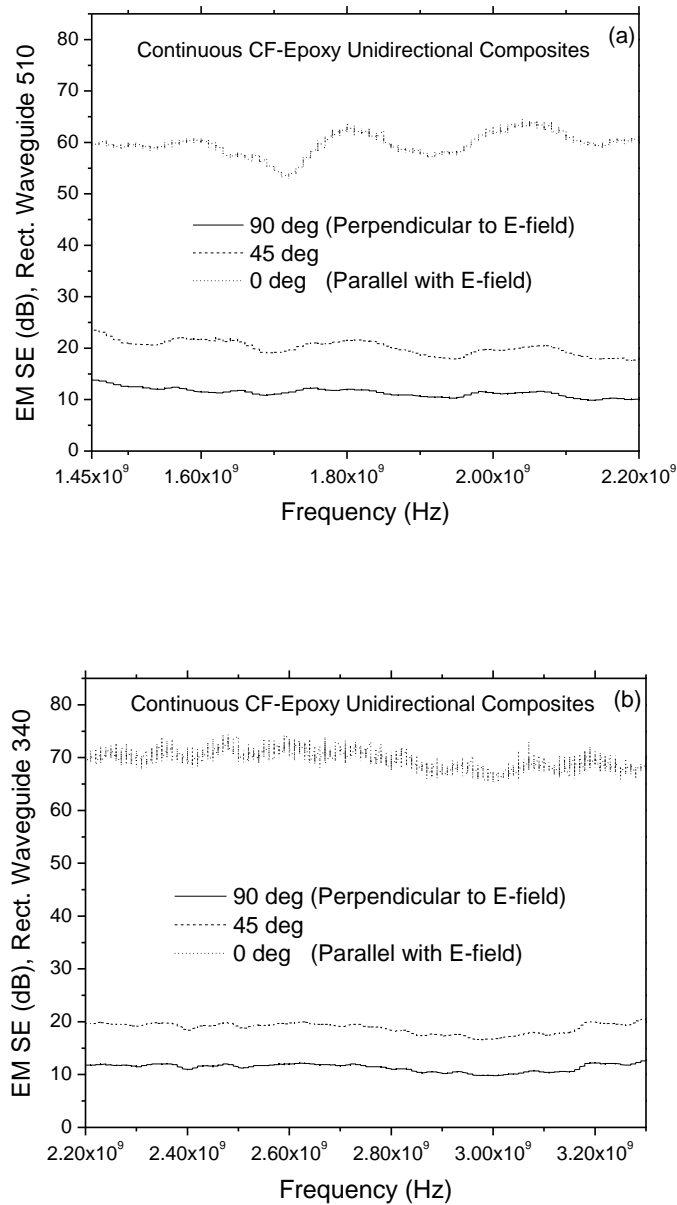 (a)
Continuous CF-Epoxy Unidirectional Composites
80
70
60
50
40
30
20
10
0
EM SE (dB), Rect. Waveguide 510
90 deg (Perpendicular to E-field)
45 deg
0 deg (Parallel with E-field)
1.45x10⁹ 1.60x10⁹ 1.80x10⁹ 2.00x10⁹ 2.20x10⁹
Frequency (Hz)
(b)
Continuous CF-Epoxy Unidirectional Composites
80
70
60
50
40
30
20
10
0
EM SE (dB), Rect. Waveguide 340
90 deg (Perpendicular to E-field)
45 deg
0 deg (Parallel with E-field)
2.20x10⁹ 2.40x10⁹ 2.60x10⁹ 2.80x10⁹ 3.00x10⁹ 3.20x10⁹
Frequency (Hz)